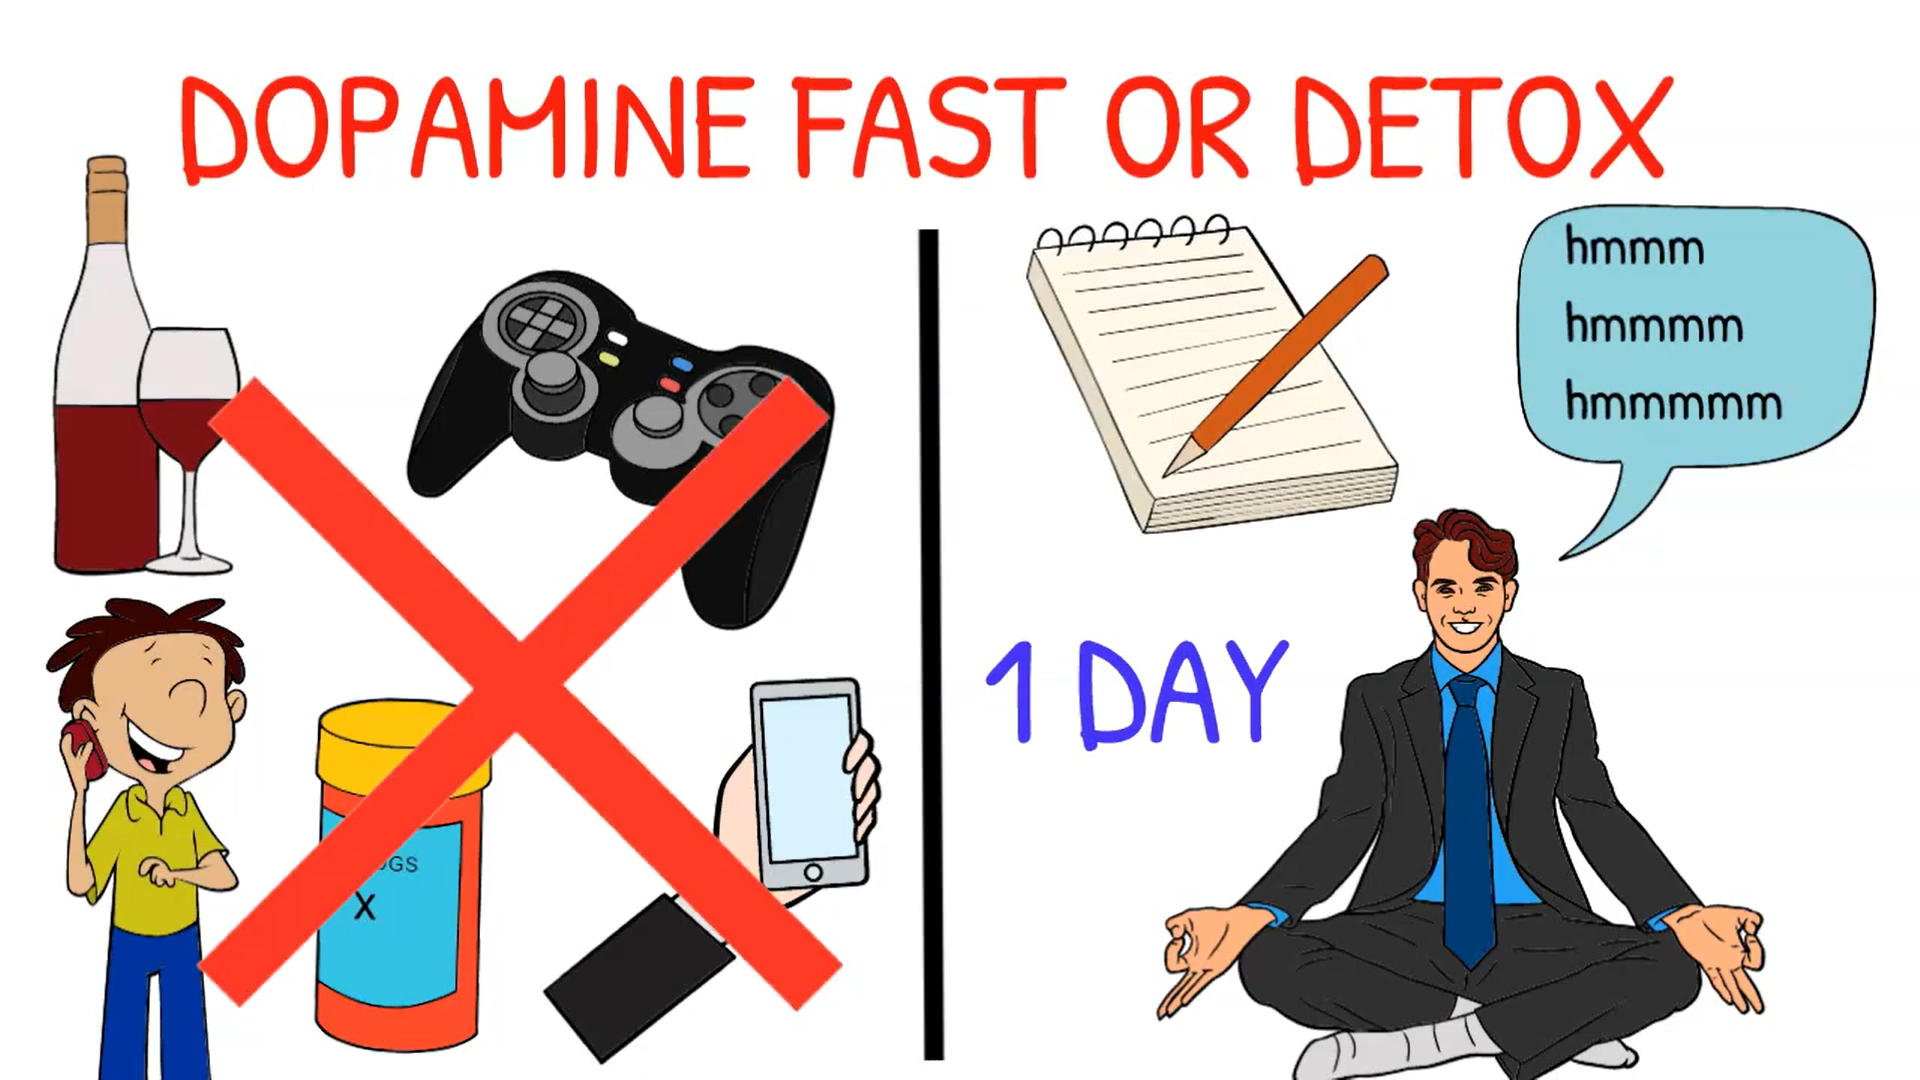 DOPAMINE FAST OR DETOX
hmmm
hmmmm
hmmmmm
1 DAY
X